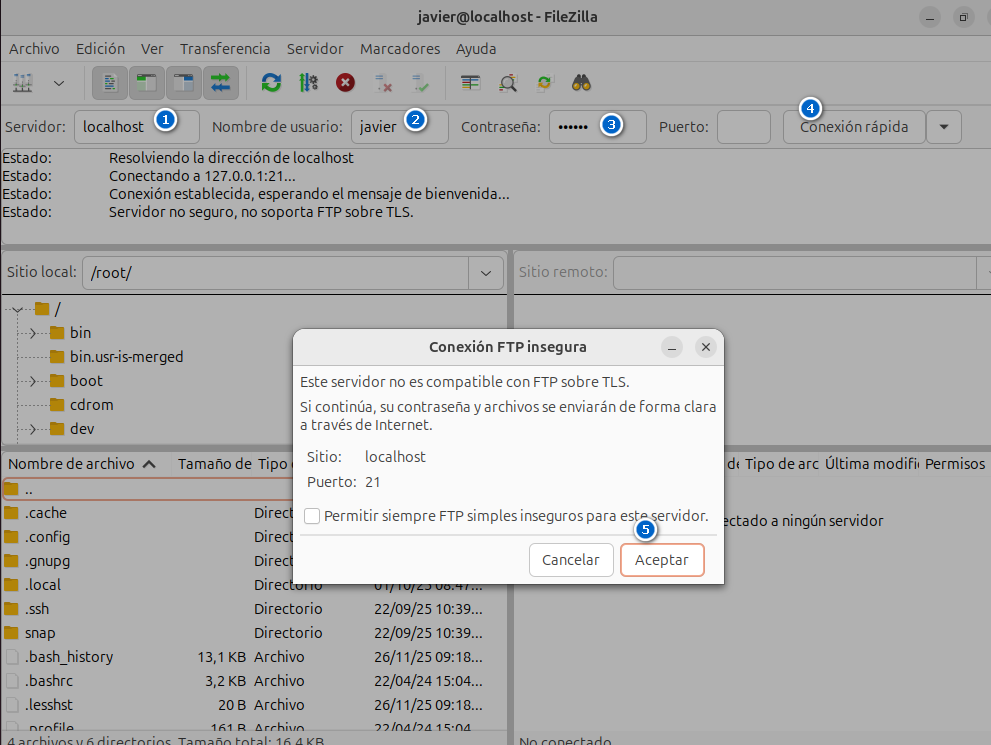 javier@localhost - FileZilla
Archivo Edición Ver Transferencia Servidor Marcadores Ayuda
1 2 3 4
Servidor: localhost Nombre de usuario: javier Contraseña: •••••• Puerto: Conexión rápida
Estado: Resolviendo la dirección de localhost
Estado: Conectando a 127.0.0.1:21...
Estado: Conexión establecida, esperando el mensaje de bienvenida...
Estado: Servidor no seguro, no soporta FTP sobre TLS.
Sitio local: /root/ Sitio remoto:
/
bin
bin.usr-is-merged
boot
cdrom
dev
Conexión FTP insegura
Este servidor no es compatible con FTP sobre TLS.
Si continúa, su contraseña y archivos se enviarán de forma clara
a través de Internet.
Sitio: localhost
Puerto: 21
Permitir siempre FTP simples inseguros para este servidor.
5
Cancelar Aceptar
Nombre de archivo Tamaño de Tipo de Tipo de arc Última modifi Permisos
..
.cache Direct
.config Direct
.gnupg Direct
.local Directorio 01/10/25 08:47...
.ssh Directorio 22/09/25 10:39...
snap Directorio 22/09/25 10:39...
.bash_history 13,1 KB Archivo 26/11/25 09:18...
.bashrc 3,2 KB Archivo 22/04/24 15:04...
.lesshst 20 B Archivo 26/11/25 09:18...
.profile 161 B Archivo 22/04/24 15:04...
ectado a ningún servidor
4 archivos y 6 directorios. Tamaño total: 16,4 KB
No conectado.